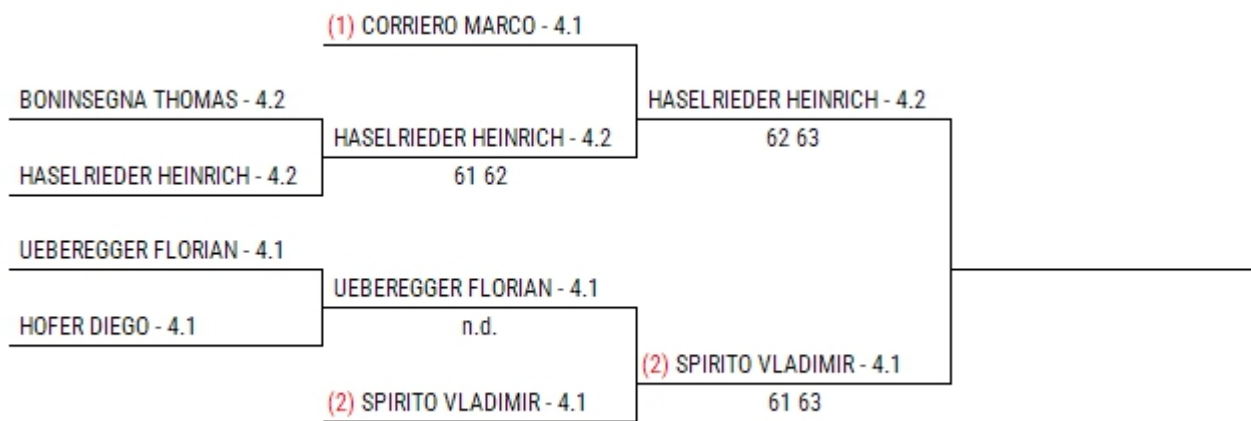 (1) CORRIERO MARCO - 4.1
BONINSEGNA THOMAS - 4.2
HASELRIEDER HEINRICH - 4.2
HASELRIEDER HEINRICH - 4.2
62 63
HASELRIEDER HEINRICH - 4.2
61 62
UEBEREGGER FLORIAN - 4.1
UEBEREGGER FLORIAN - 4.1
HOFER DIEGO - 4.1
n.d.
(2) SPIRITO VLADIMIR - 4.1
(2) SPIRITO VLADIMIR - 4.1
61 63